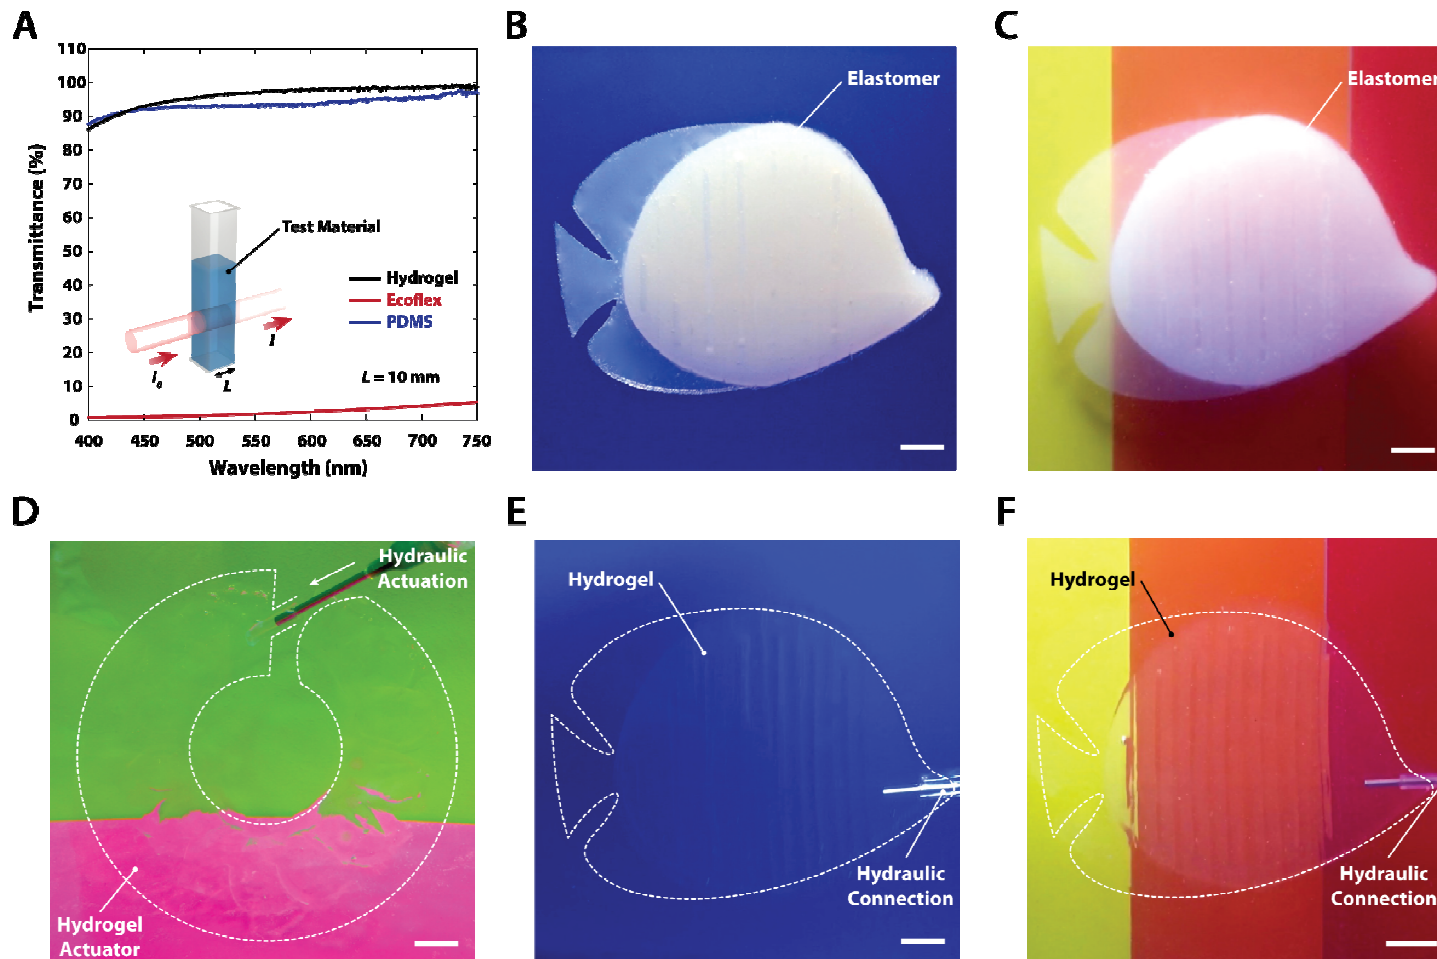 A
110
100
90
80
70
60
50
40
30
20
10
0
Transmittance (%)
400
450
500
550
600
650
700
750
Wavelength (nm)
Test Material
Hydrogel
Ecoflex
PDMS
I
I0
L
L = 10 mm
B
Elastomer
C
Elastomer
D
Hydraulic
Actuation
Hydrogel
Actuator
E
Hydrogel
Hydraulic
Connection
F
Hydrogel
Hydraulic
Connection